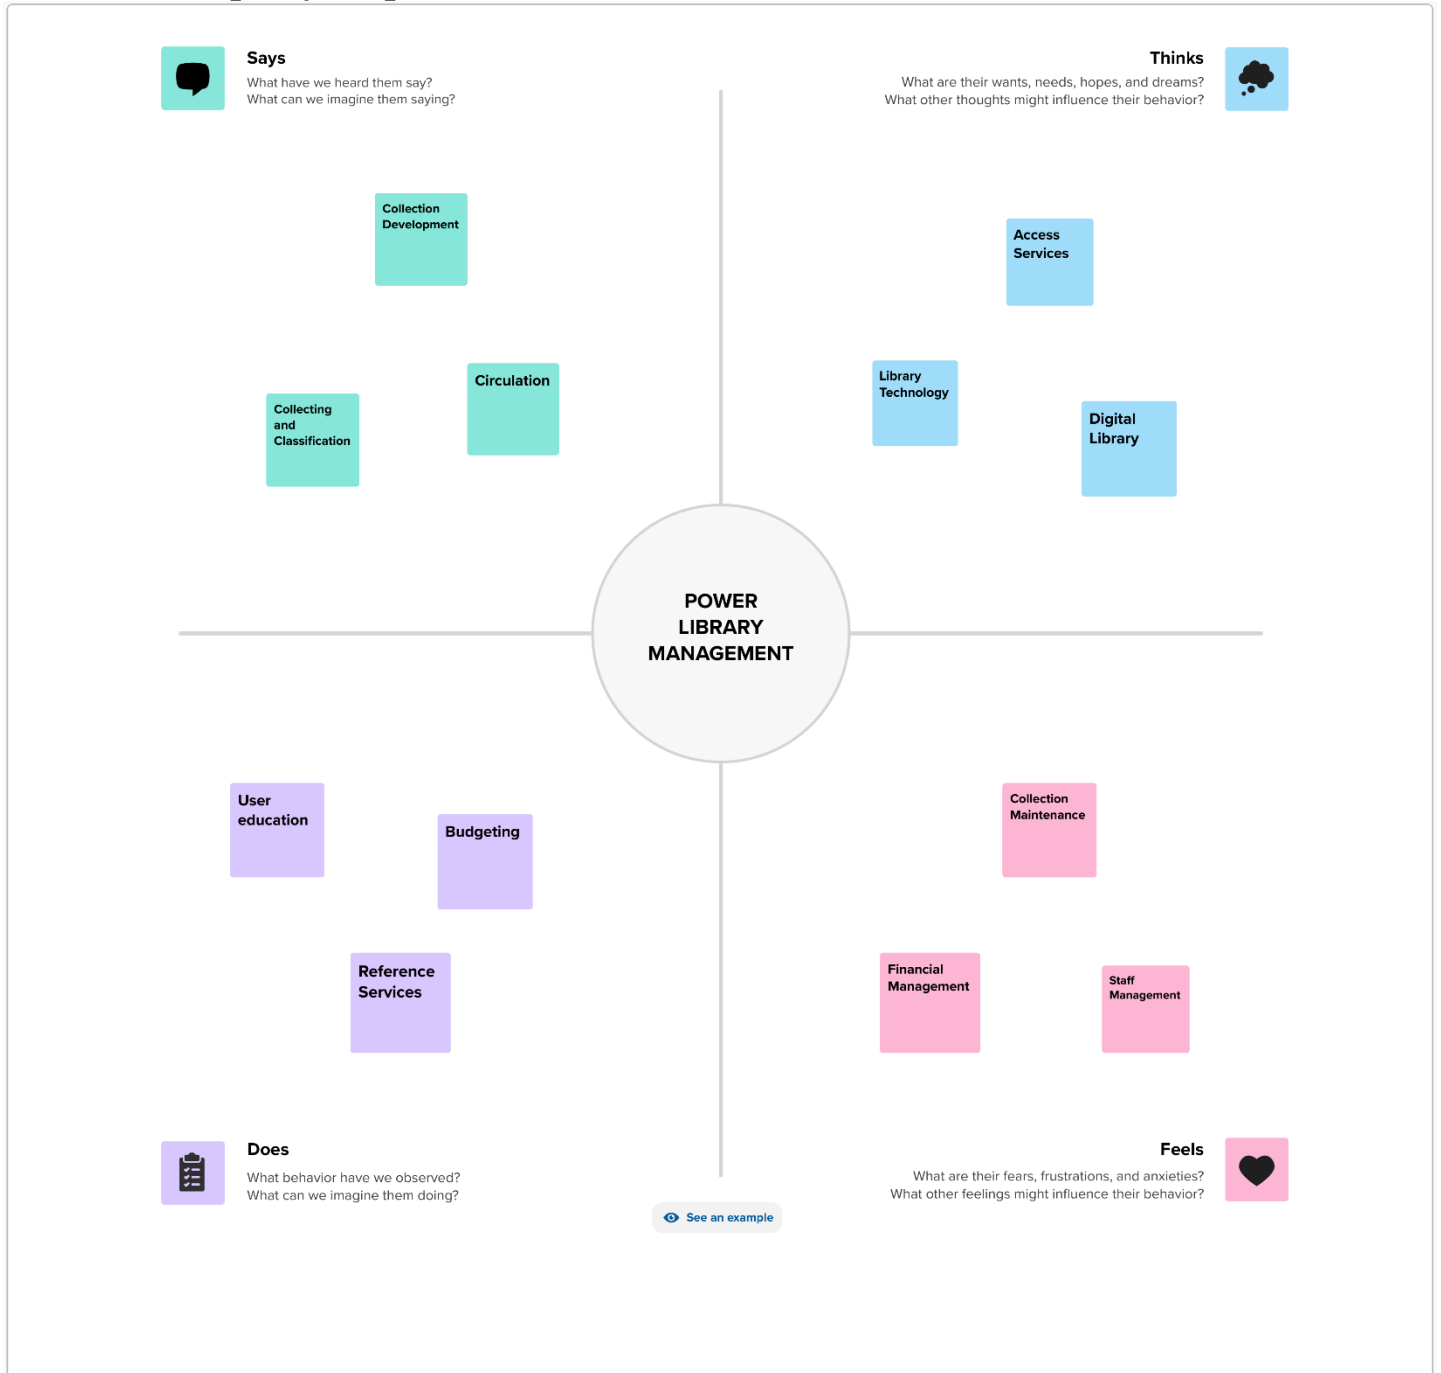 Says
What have we heard them say?
What can we imagine them saying?
Thinks
What are their wants, needs, hopes, and dreams?
What other thoughts might influence their behavior?
Collection
Development
Circulation
Collecting
and
Classification
Access
Services
Library
Technology
Digital
Library
POWER
LIBRARY
MANAGEMENT
User
education
Budgeting
Reference
Services
Collection
Maintenance
Financial
Management
Staff
Management
Does
What behavior have we observed?
What can we imagine them doing?
Feels
What are their fears, frustrations, and anxieties?
What other feelings might influence their behavior?
See an example